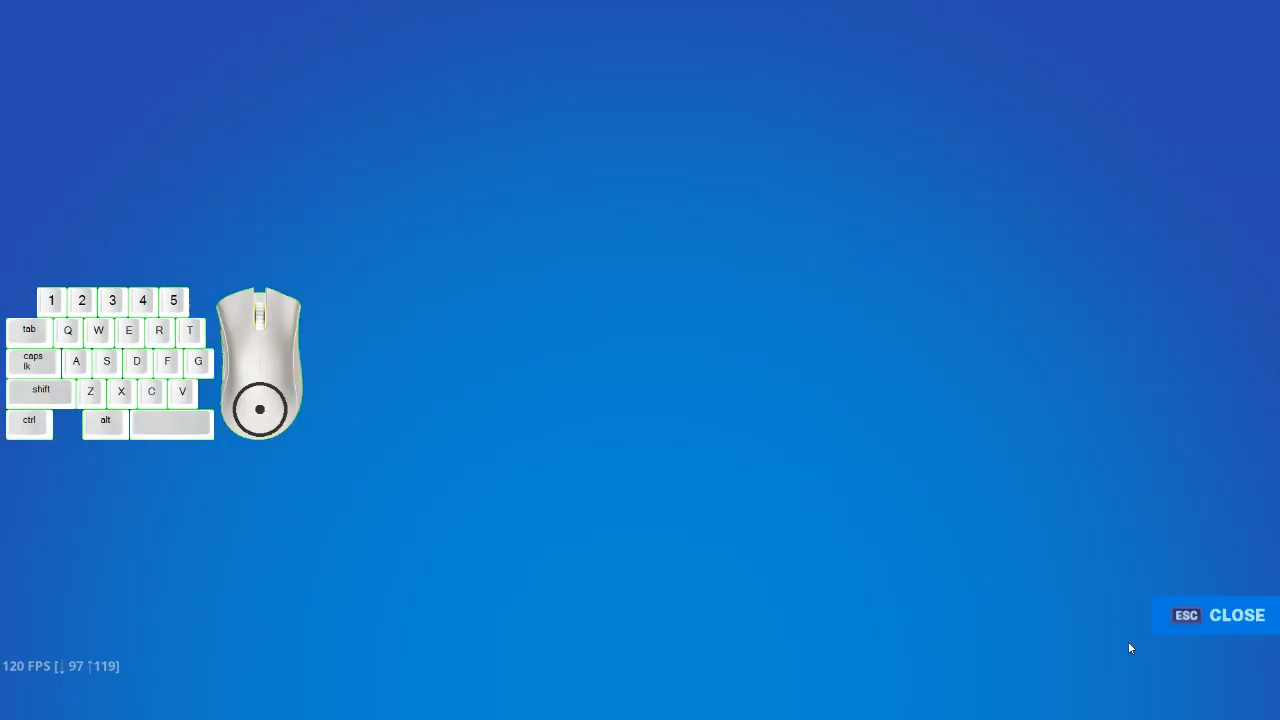 1 2 3 4 5
tab Q W E R T
caps lk A S D F G
shift Z X C V
ctrl alt
ESC CLOSE
120 FPS [↓ 97 ↑119]